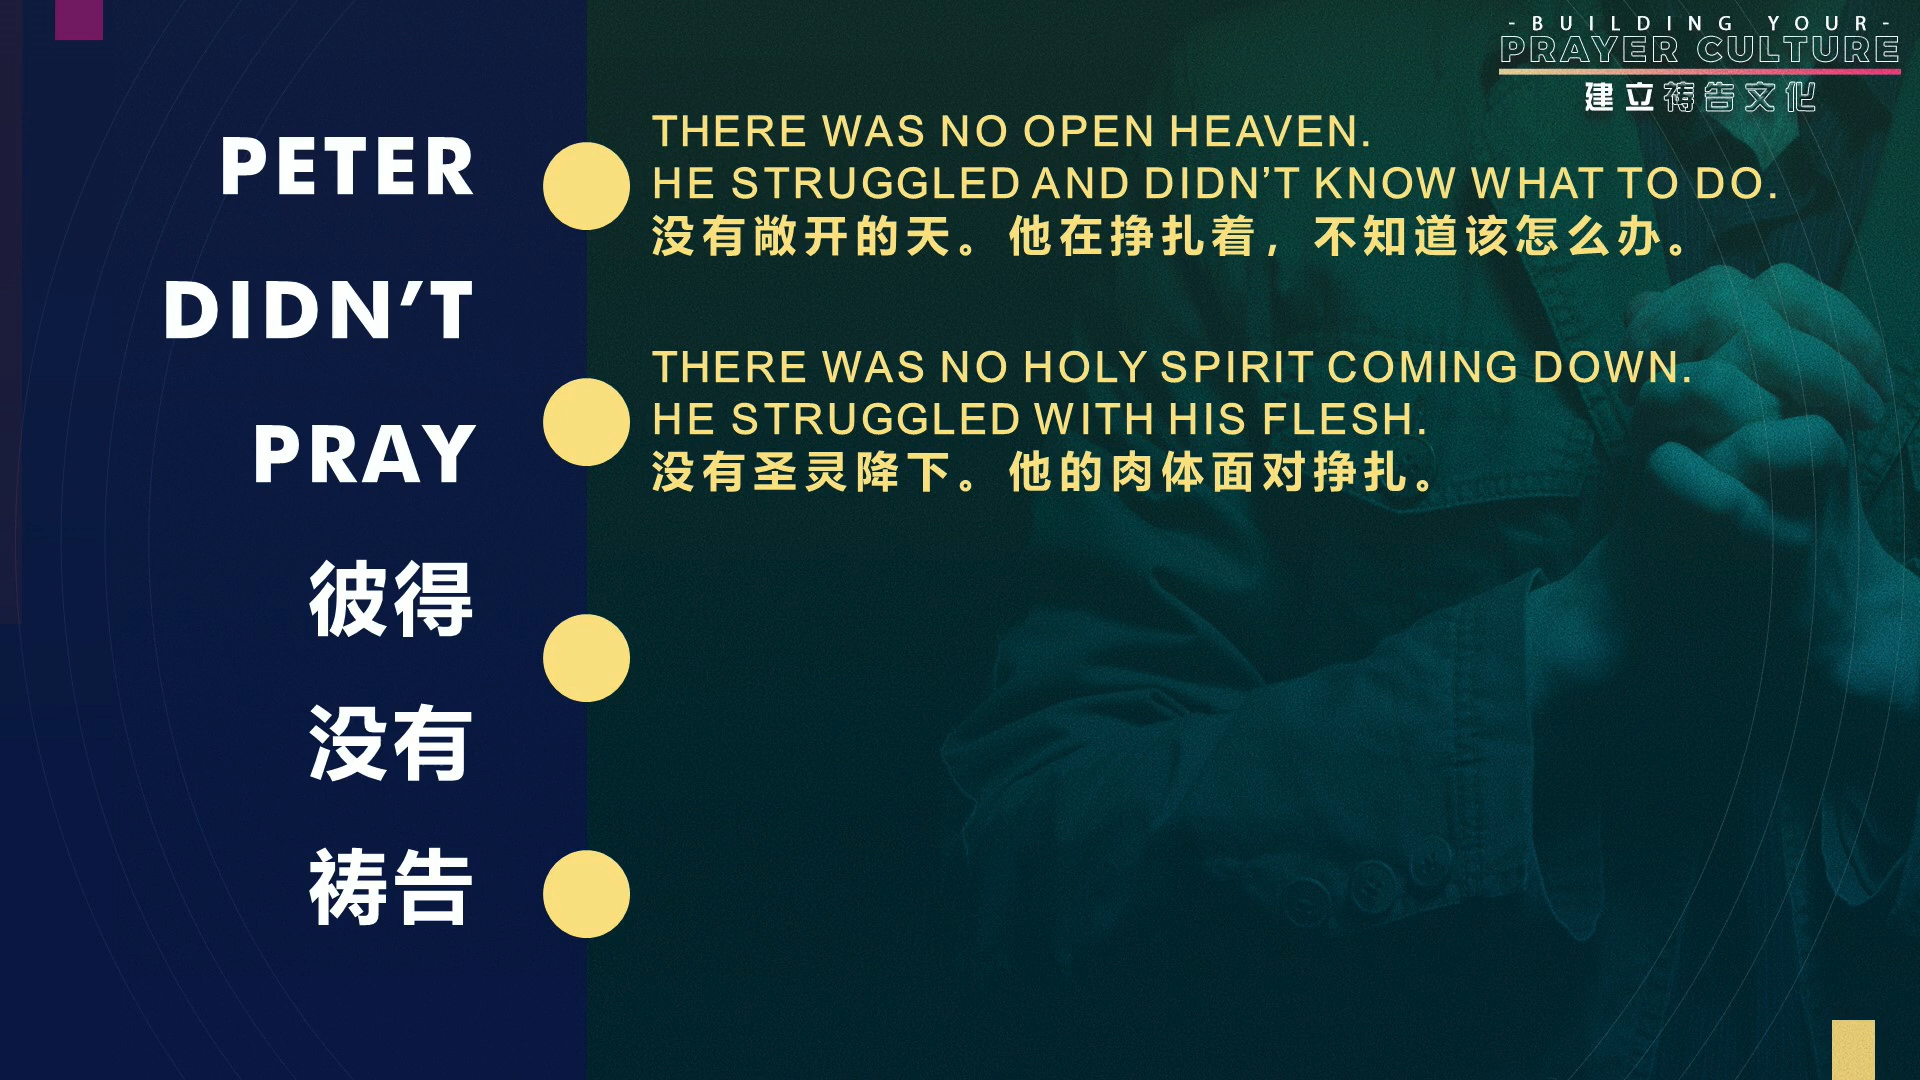 - BUILDING YOUR -
PRAYER CULTURE
建立祷告文化
PETER
DIDN’T
PRAY
彼得
没有
祷告
THERE WAS NO OPEN HEAVEN.
HE STRUGGLED AND DIDN’T KNOW WHAT TO DO.
没有敞开的天。他在挣扎着，不知道该怎么办。
THERE WAS NO HOLY SPIRIT COMING DOWN.
HE STRUGGLED WITH HIS FLESH.
没有圣灵降下。他的肉体面对挣扎。